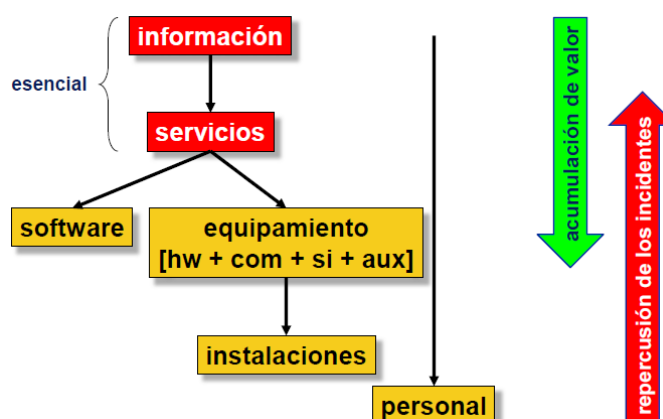 información
esencial
servicios
software
equipamiento
[hw + com + si + aux]
instalaciones
personal
acumulación de valor
repercusión de los incidentes